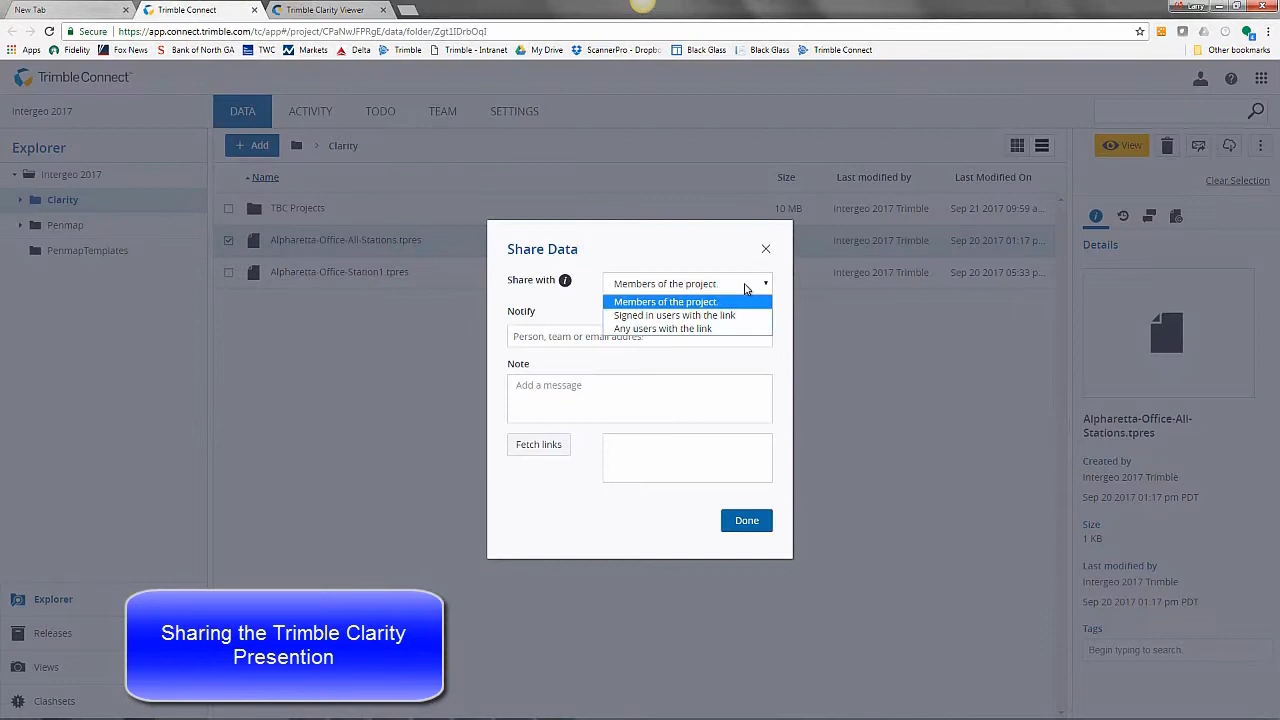 New Tab
Trimble Connect
Trimble Clarity Viewer
Larry
Secure
https://app.connect.trimble.com/tc/app#/project/CPaNwJFPRgE/data/folder/Zgt1IDrbOqI
Apps
Fidelity
Fox News
Bank of North GA
TWC
Markets
Delta
Trimble
Trimble - Intranet
My Drive
ScannerPro - Dropbo
Black Glass
Black Glass
Trimble Connect
Other bookmarks
Trimble Connect™
Intergeo 2017
DATA
ACTIVITY
TODO
TEAM
SETTINGS
Explorer
+ Add
> Clarity
View
Clear Selection
Intergeo 2017
Name
Size
Last modified by
Last Modified On
Clarity
TBC Projects
10 MB
Intergeo 2017 Trimble
Sep 21 2017 09:59 a...
Penmap
Alpharetta-Office-All-Stations.tpres
Intergeo 2017 Trimble
Sep 20 2017 01:17 p...
PenmapTemplates
Alpharetta-Office-Station1.tpres
Intergeo 2017 Trimble
Sep 20 2017 05:33 p...
Share Data
Share with
Members of the project.
Members of the project.
Signed in users with the link
Any users with the link
Notify
Person, team or email address
Note
Add a message
Fetch links
Done
Details
Alpharetta-Office-All-
Stations.tpres
Created by
Intergeo 2017 Trimble
Sep 20 2017 01:17 pm PDT
Size
1 KB
Last modified by
Intergeo 2017 Trimble
Sep 20 2017 01:17 pm PDT
Tags
Begin typing to search.
Explorer
Releases
Views
Clashsets
Sharing the Trimble Clarity
Presention